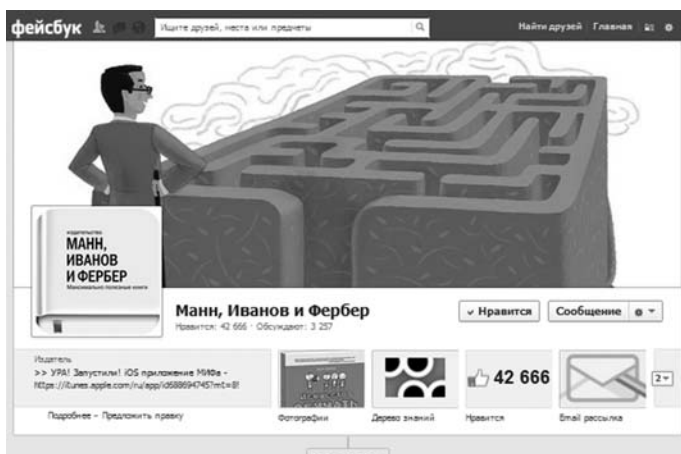 фейсбук
Ищите друзей, места или предметы
Найти друзей Главная
издательство
МАНН,
ИВАНОВ
И ФЕРБЕР
Максимально полезные книги
Манн, Иванов и Фербер
Нравится: 42 666 · Обсуждают: 3 257
Нравится
Сообщение
Издатель
>> УРА! Запустили! iOS приложение МИФа -
https://itunes.apple.com/ru/app/id688694745?mt=8!
Подробнее – Предложить правку
42 666
2
Фотографии
Дерево знаний
Нравится
Email рассылка